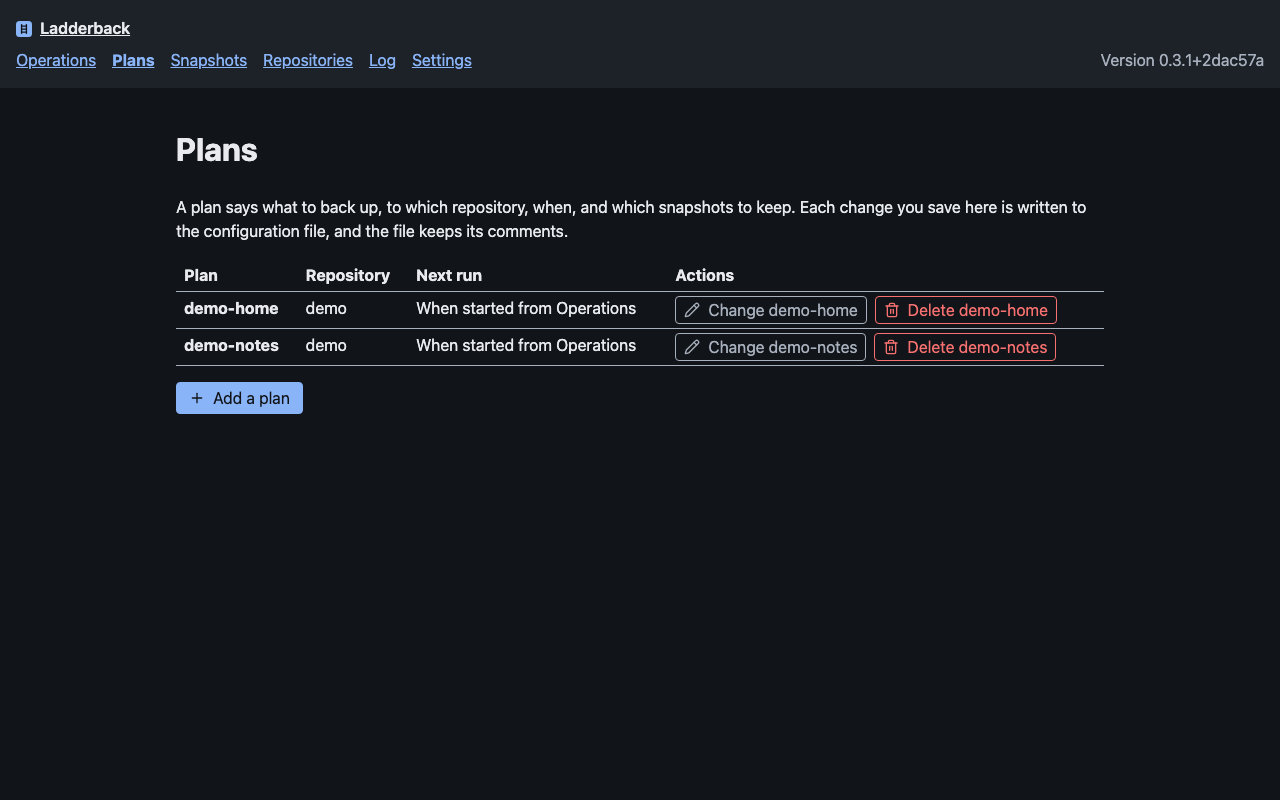 Ladderback
Operations Plans Snapshots Repositories Log Settings Version 0.3.1+2dac57a
Plans
A plan says what to back up, to which repository, when, and which snapshots to keep. Each change you save here is written to
the configuration file, and the file keeps its comments.
Plan Repository Next run Actions
demo-home demo When started from Operations Change demo-home Delete demo-home
demo-notes demo When started from Operations Change demo-notes Delete demo-notes
Add a plan